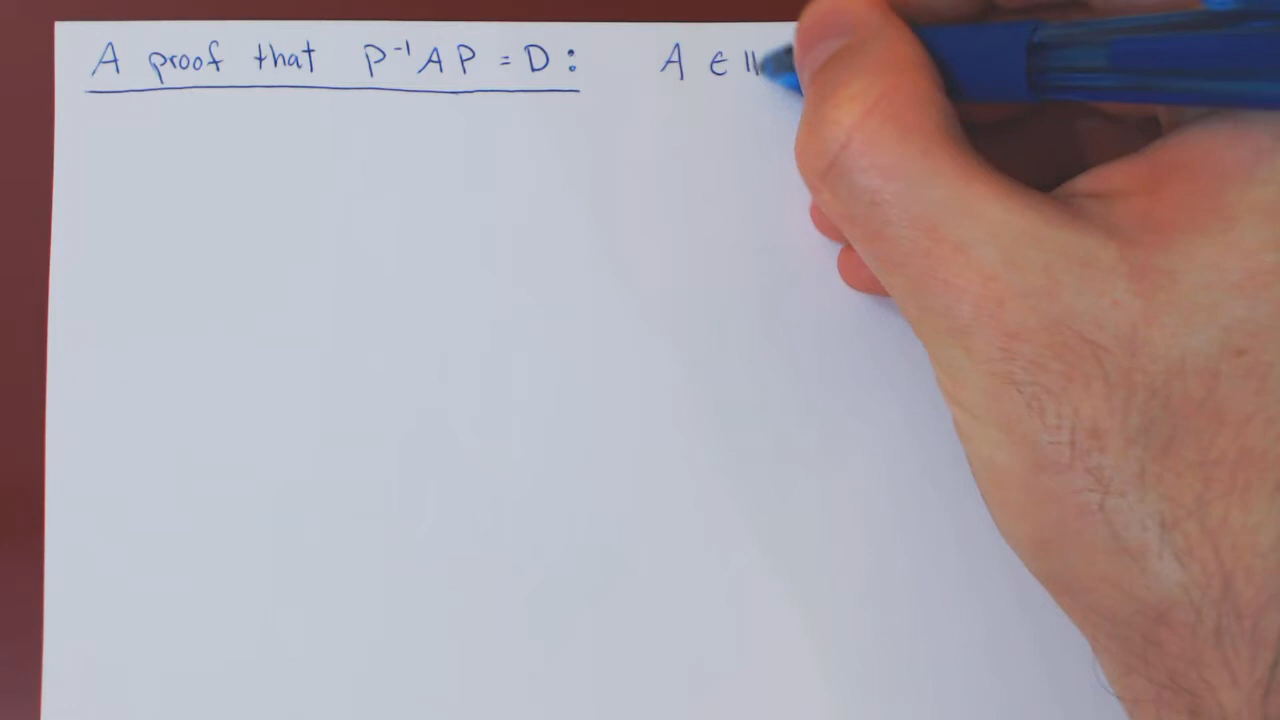 A proof that P⁻¹AP = D: A ∈